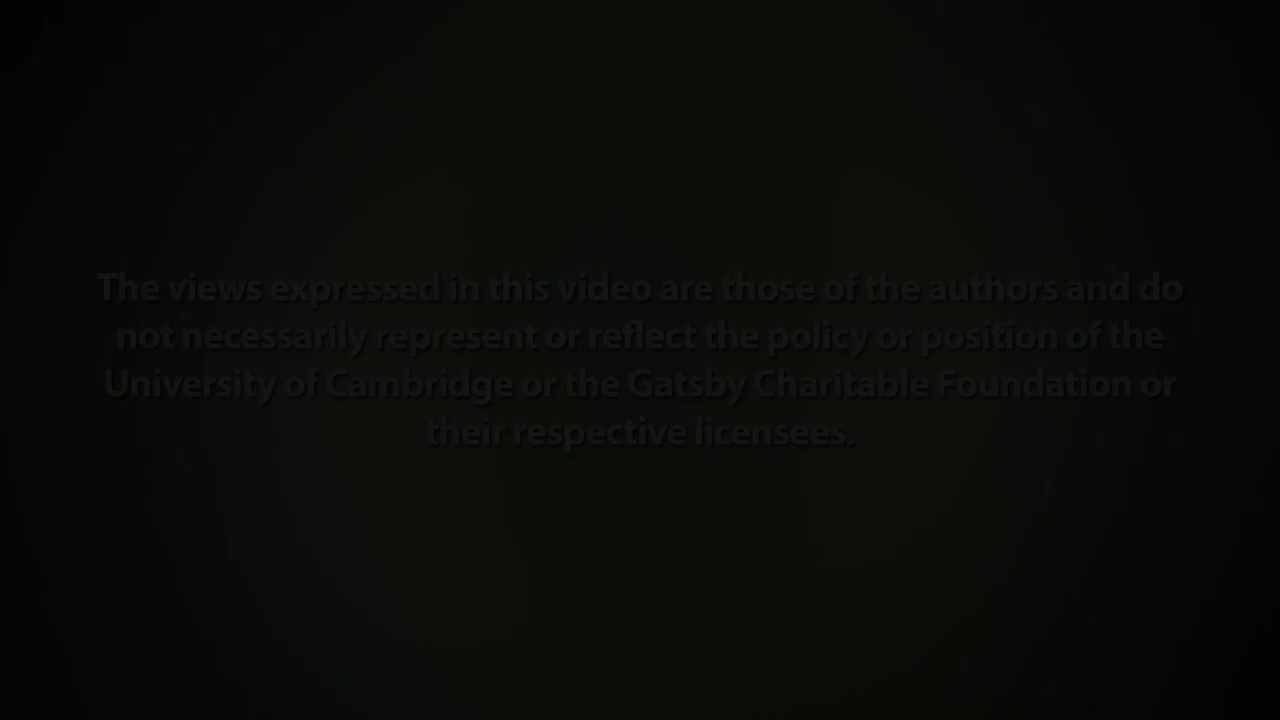 The views expressed in this video are those of the authors and do
not necessarily represent or reflect the policy or position of the
University of Cambridge or the Gatsby Charitable Foundation or
their respective licensees.